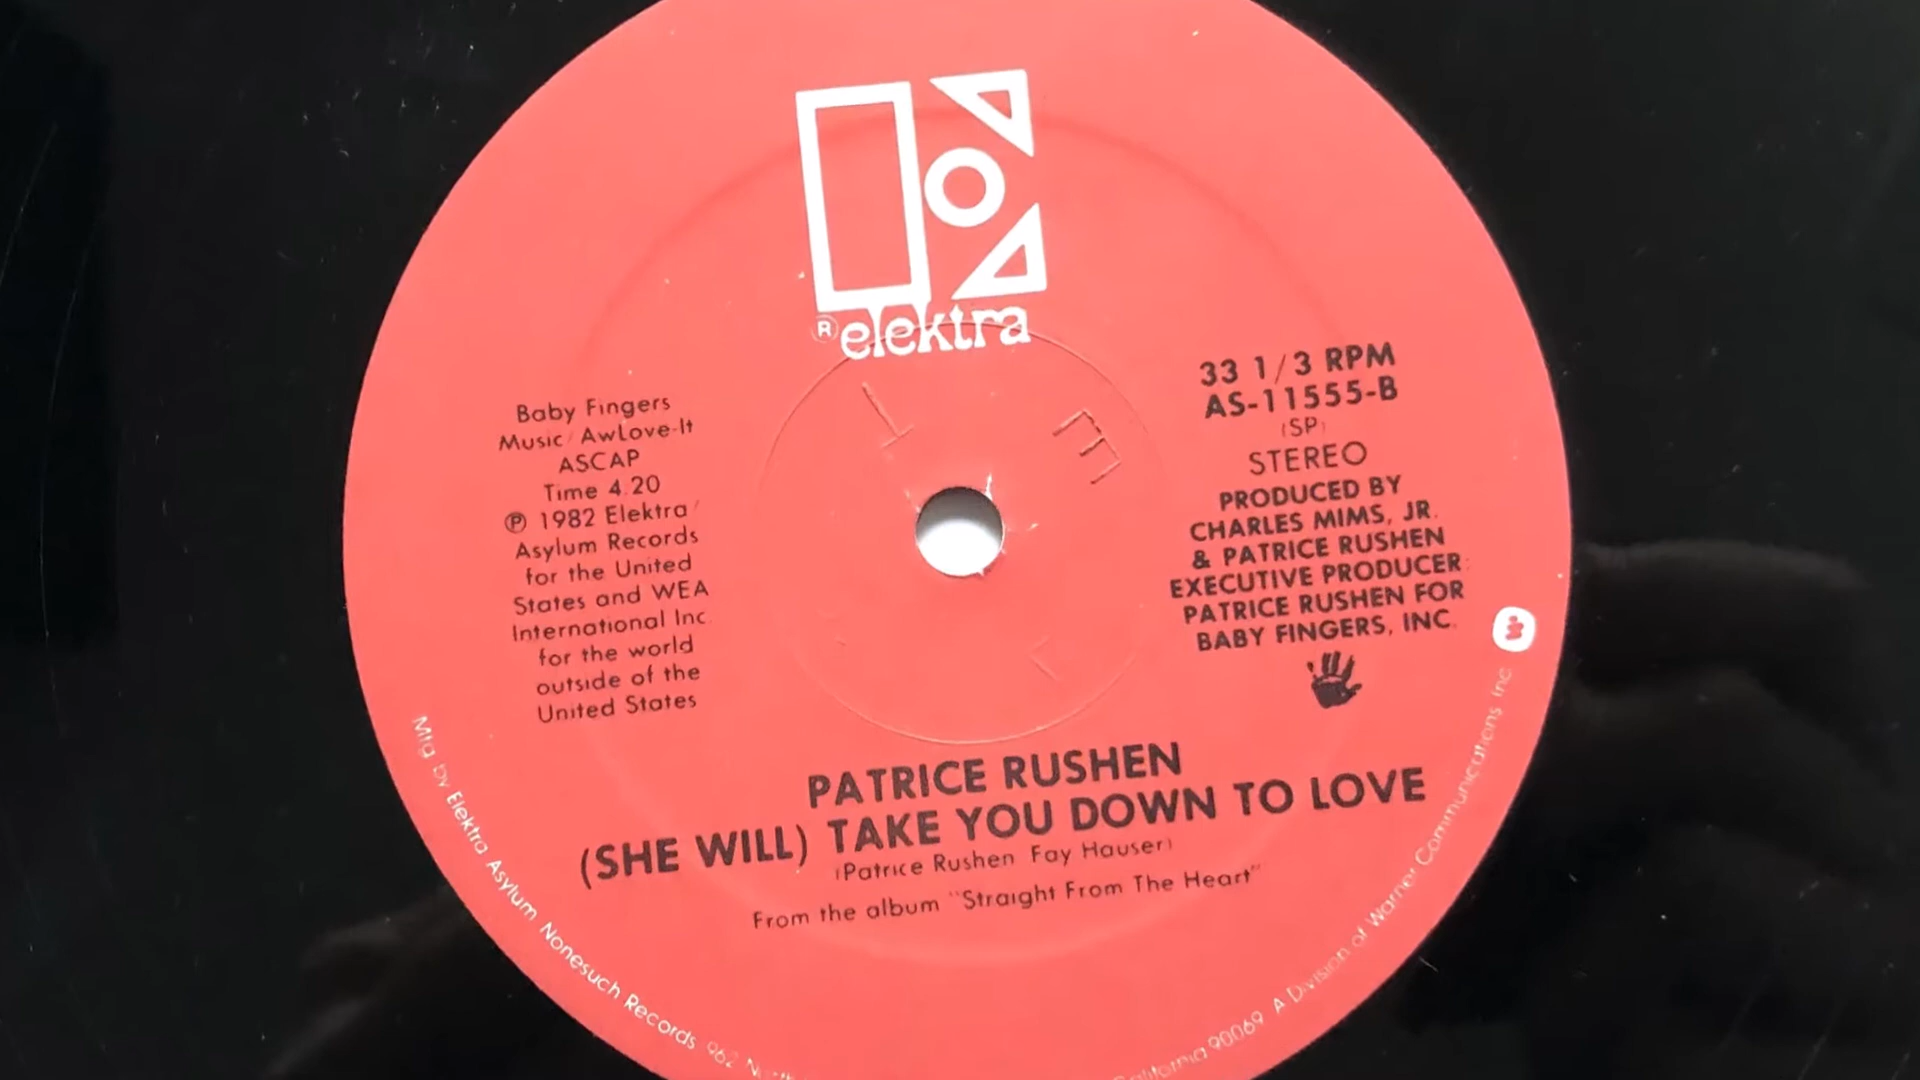 ® elektra
Baby Fingers
Music/AwLove-It
ASCAP
Time 4:20
℗ 1982 Elektra/
Asylum Records
for the United
States and WEA
International Inc.
for the world
outside of the
United States
33 1/3 RPM
AS-11555-B
(SP)
STEREO
PRODUCED BY
CHARLES MIMS, JR.
& PATRICE RUSHEN
EXECUTIVE PRODUCER:
PATRICE RUSHEN FOR
BABY FINGERS, INC.
PATRICE RUSHEN
(SHE WILL) TAKE YOU DOWN TO LOVE
(Patrice Rushen Fay Hauser)
From the album "Straight From The Heart"
Mfg by Elektra Asylum Nonesuch Records 962
California 90069 A Division of Warner Communications Inc